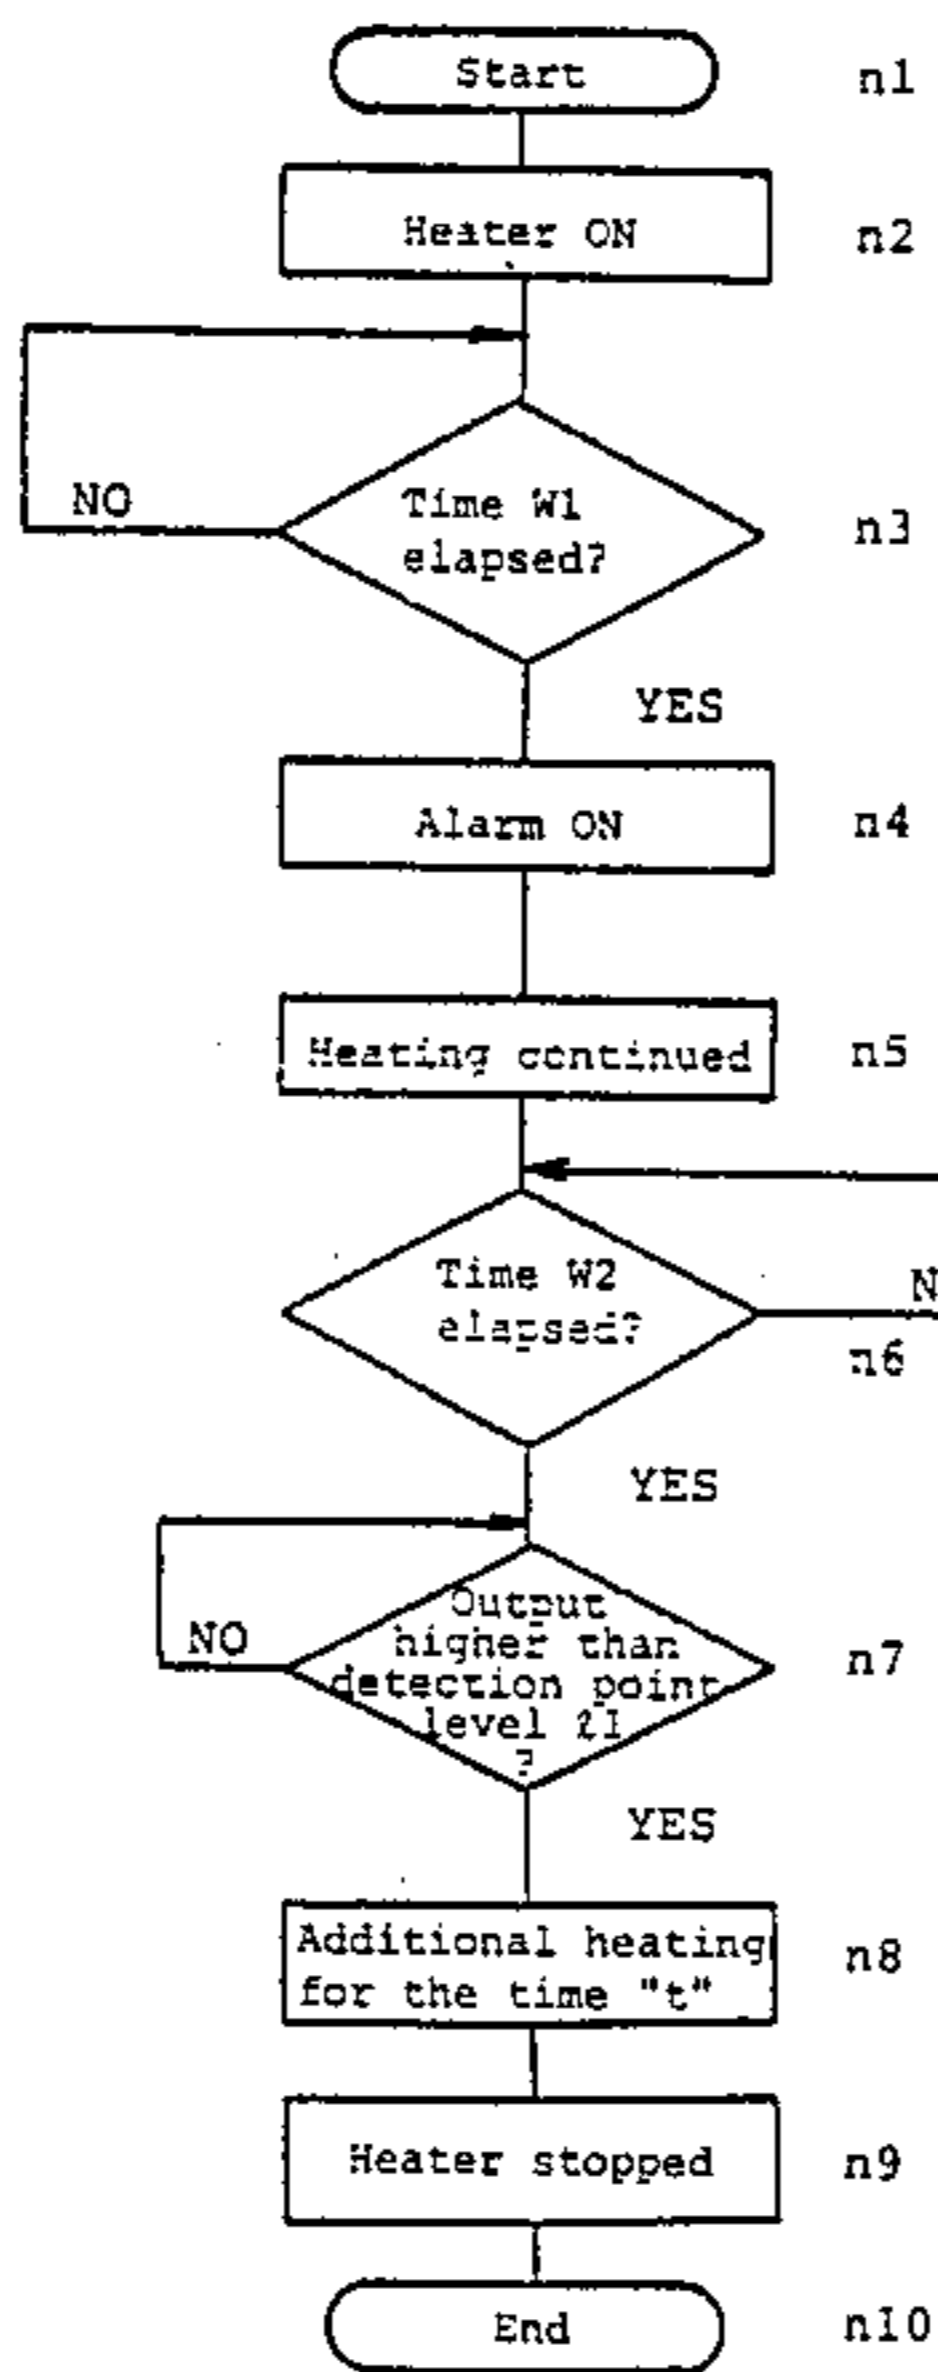 Start
n1
Heater ON
n2
NO
Time W1
elapsed?
n3
YES
Alarm ON
n4
Heating continued
n5
Time W2
elapsed?
N
n6
YES
NO
Output
higher than
detection point
level ℓ1
?
n7
YES
Additional heating
for the time "t"
n8
Heater stopped
n9
End
n10